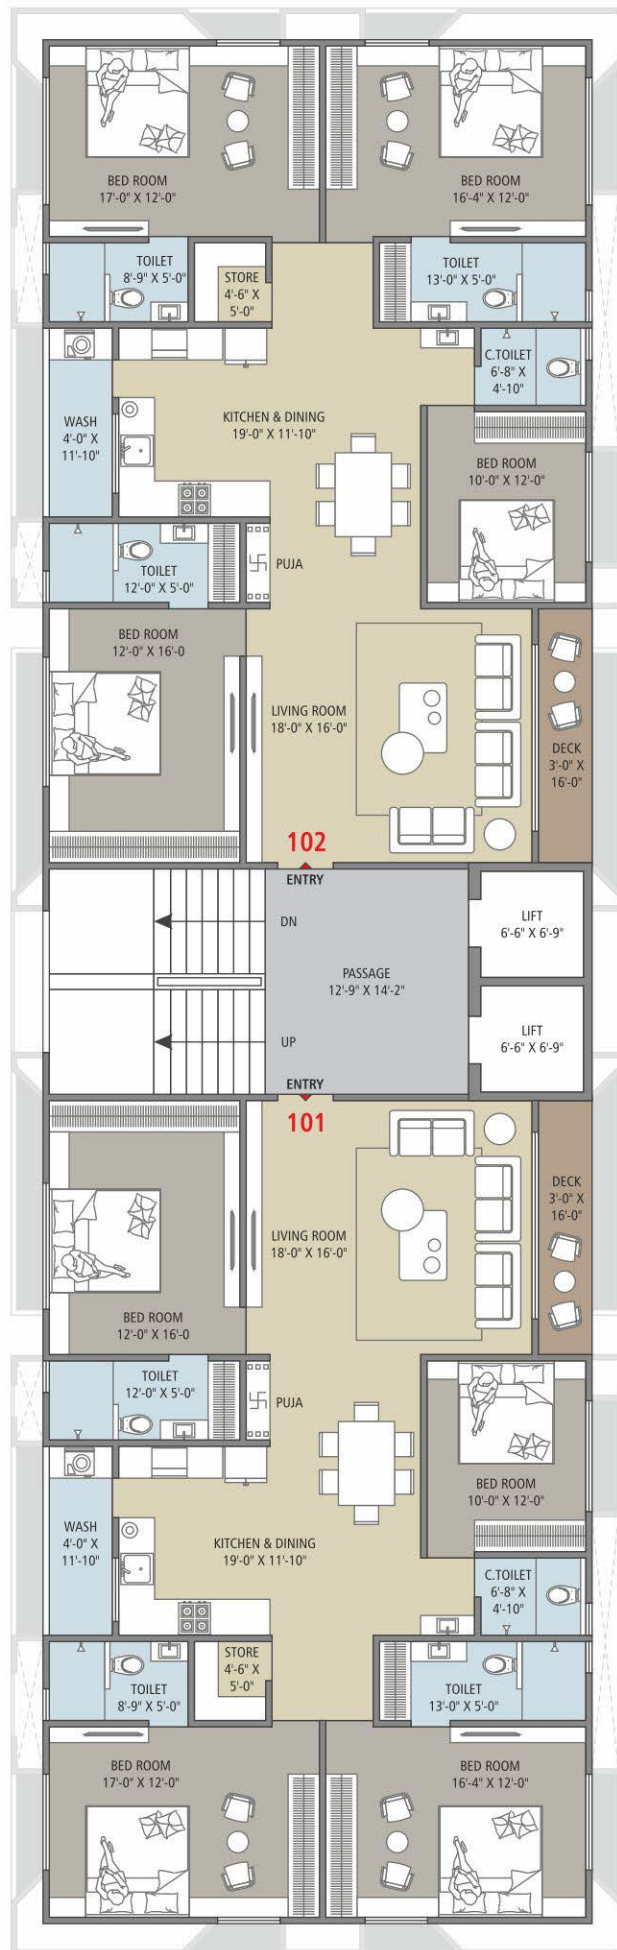 BED ROOM
17'-0" X 12'-0"
BED ROOM
16'-4" X 12'-0"
TOILET
8'-9" X 5'-0"
STORE
4'-6" X
5'-0"
TOILET
13'-0" X 5'-0"
C.TOILET
6'-8" X
4'-10"
WASH
4'-0" X
11'-10"
KITCHEN & DINING
19'-0" X 11'-10"
BED ROOM
10'-0" X 12'-0"
TOILET
12'-0" X 5'-0"
PUJA
BED ROOM
12'-0" X 16'-0
LIVING ROOM
18'-0" X 16'-0"
DECK
3'-0" X
16'-0"
102
ENTRY
DN
LIFT
6'-6" X 6'-9"
PASSAGE
12'-9" X 14'-2"
UP
LIFT
6'-6" X 6'-9"
ENTRY
101
DECK
3'-0" X
16'-0"
LIVING ROOM
18'-0" X 16'-0"
BED ROOM
12'-0" X 16'-0
TOILET
12'-0" X 5'-0"
PUJA
BED ROOM
10'-0" X 12'-0"
WASH
4'-0" X
11'-10"
KITCHEN & DINING
19'-0" X 11'-10"
C.TOILET
6'-8" X
4'-10"
TOILET
8'-9" X 5'-0"
STORE
4'-6" X
5'-0"
TOILET
13'-0" X 5'-0"
BED ROOM
17'-0" X 12'-0"
BED ROOM
16'-4" X 12'-0"